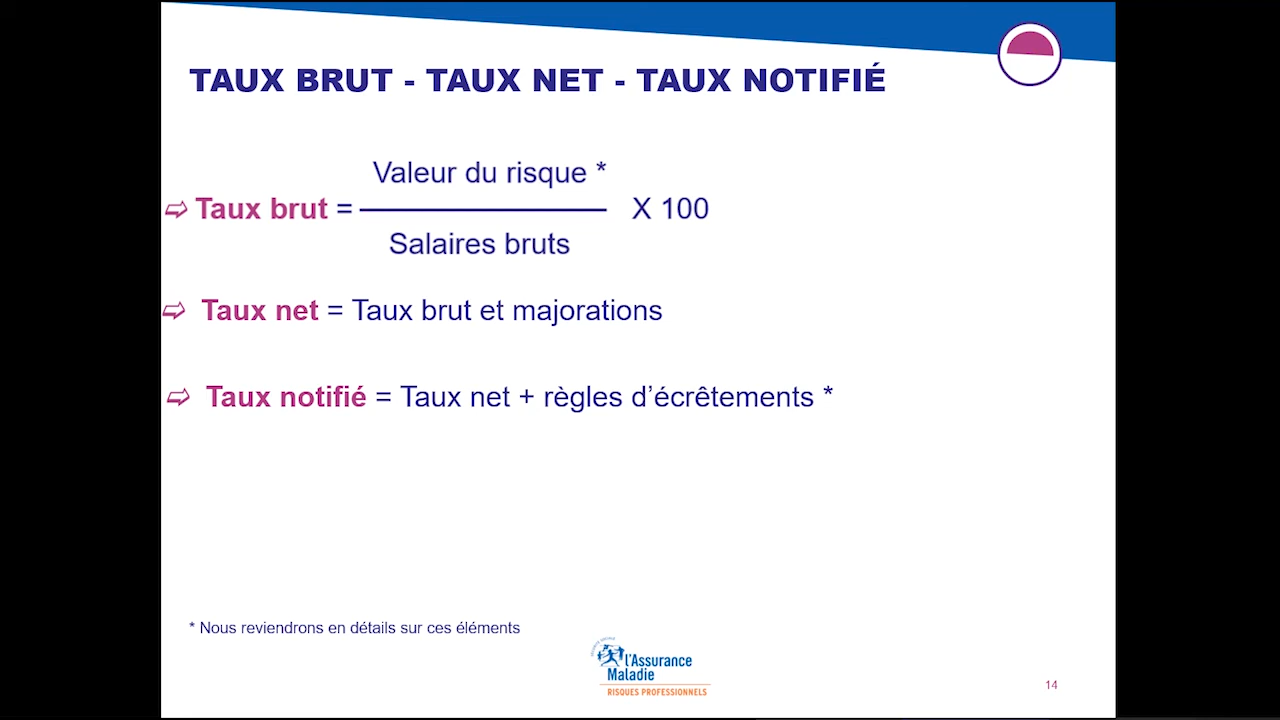 TAUX BRUT - TAUX NET - TAUX NOTIFIÉ
Valeur du risque *
⇨ Taux brut = X 100
Salaires bruts
⇨ Taux net = Taux brut et majorations
⇨ Taux notifié = Taux net + règles d’écrêtements *
* Nous reviendrons en détails sur ces éléments
l'Assurance
Maladie
RISQUES PROFESSIONNELS
14